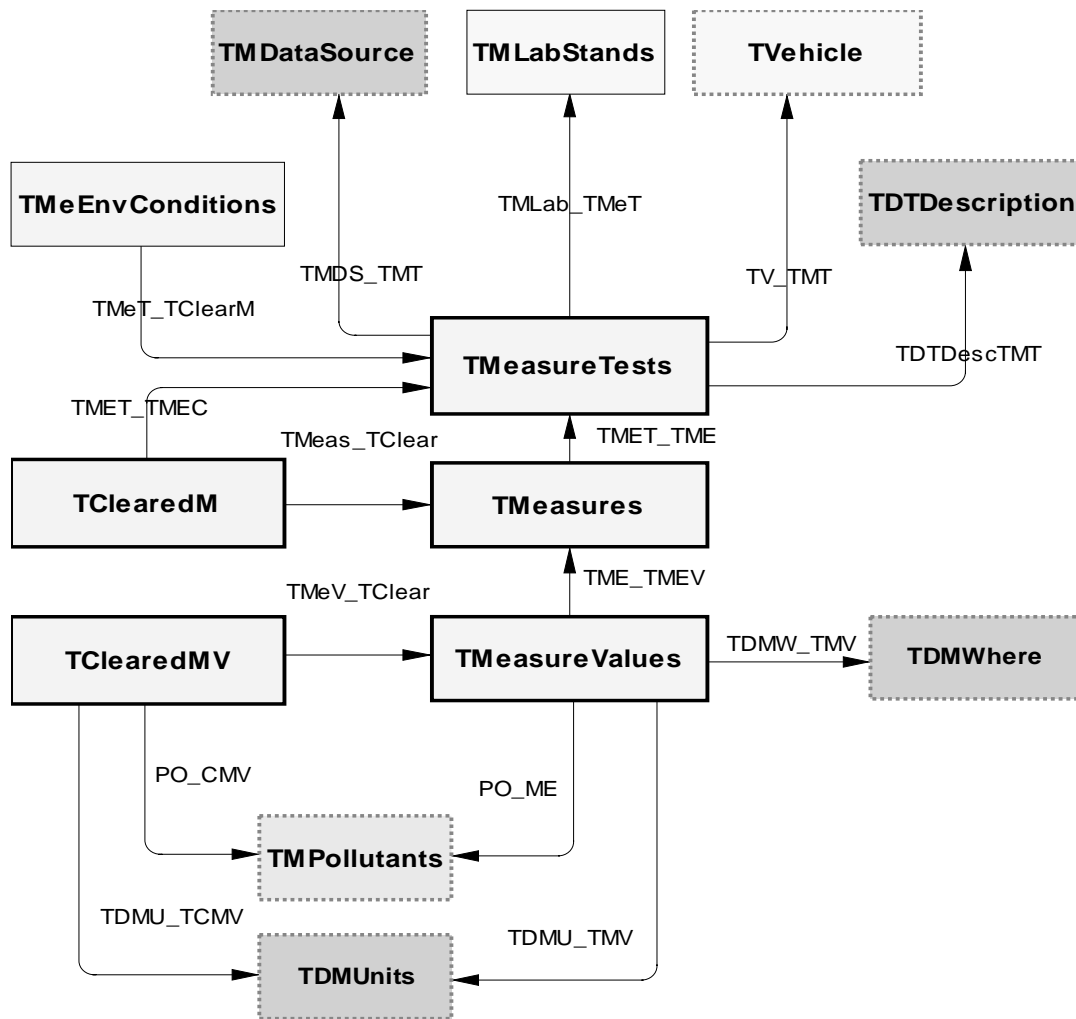 TMDataSource
TMLabStands
TVehicle
TMeEnvConditions
TDTDescription
TMLab_TMeT
TMDS_TMT
TV_TMT
TMeT_TClearM
TDTDescTMT
TMeasureTests
TMET_TMEC
TMeas_TClear
TMET_TME
TClearedM
TMeasures
TMeV_TClear
TME_TMEV
TClearedMV
TMeasureValues
TDMW_TMV
TDMWhere
PO_CMV
PO_ME
TMPollutants
TDMU_TCMV
TDMU_TMV
TDMUnits